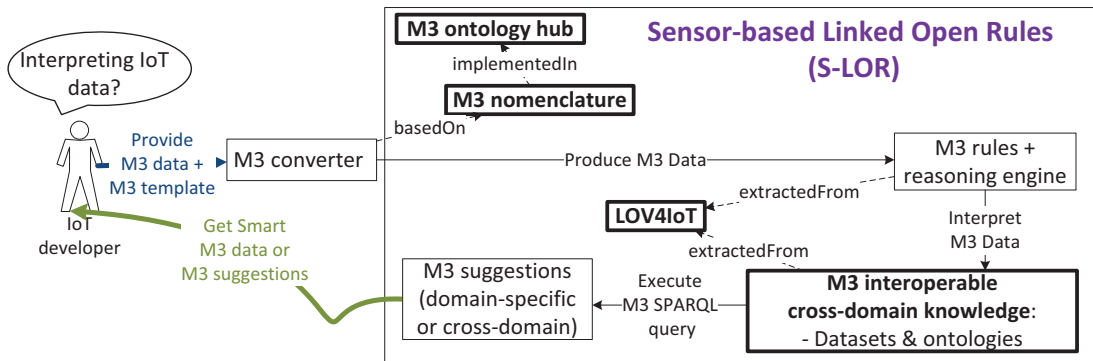 M3 ontology hub
Sensor-based Linked Open Rules
(S-LOR)
Interpreting IoT
data?
implementedIn
M3 nomenclature
basedOn
Provide
M3 data +
M3 template
M3 converter
Produce M3 Data
M3 rules +
reasoning engine
extractedFrom
LOV4IoT
IoT
developer
Get Smart
M3 data or
M3 suggestions
extractedFrom
Interpret
M3 Data
M3 suggestions
(domain-specific
or cross-domain)
Execute
M3 SPARQL
query
M3 interoperable
cross-domain knowledge:
- Datasets & ontologies